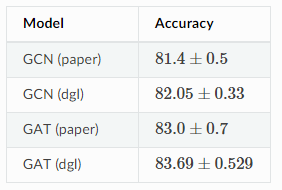 Model Accuracy
GCN (paper) 81.4 ± 0.5
GCN (dgl) 82.05 ± 0.33
GAT (paper) 83.0 ± 0.7
GAT (dgl) 83.69 ± 0.529